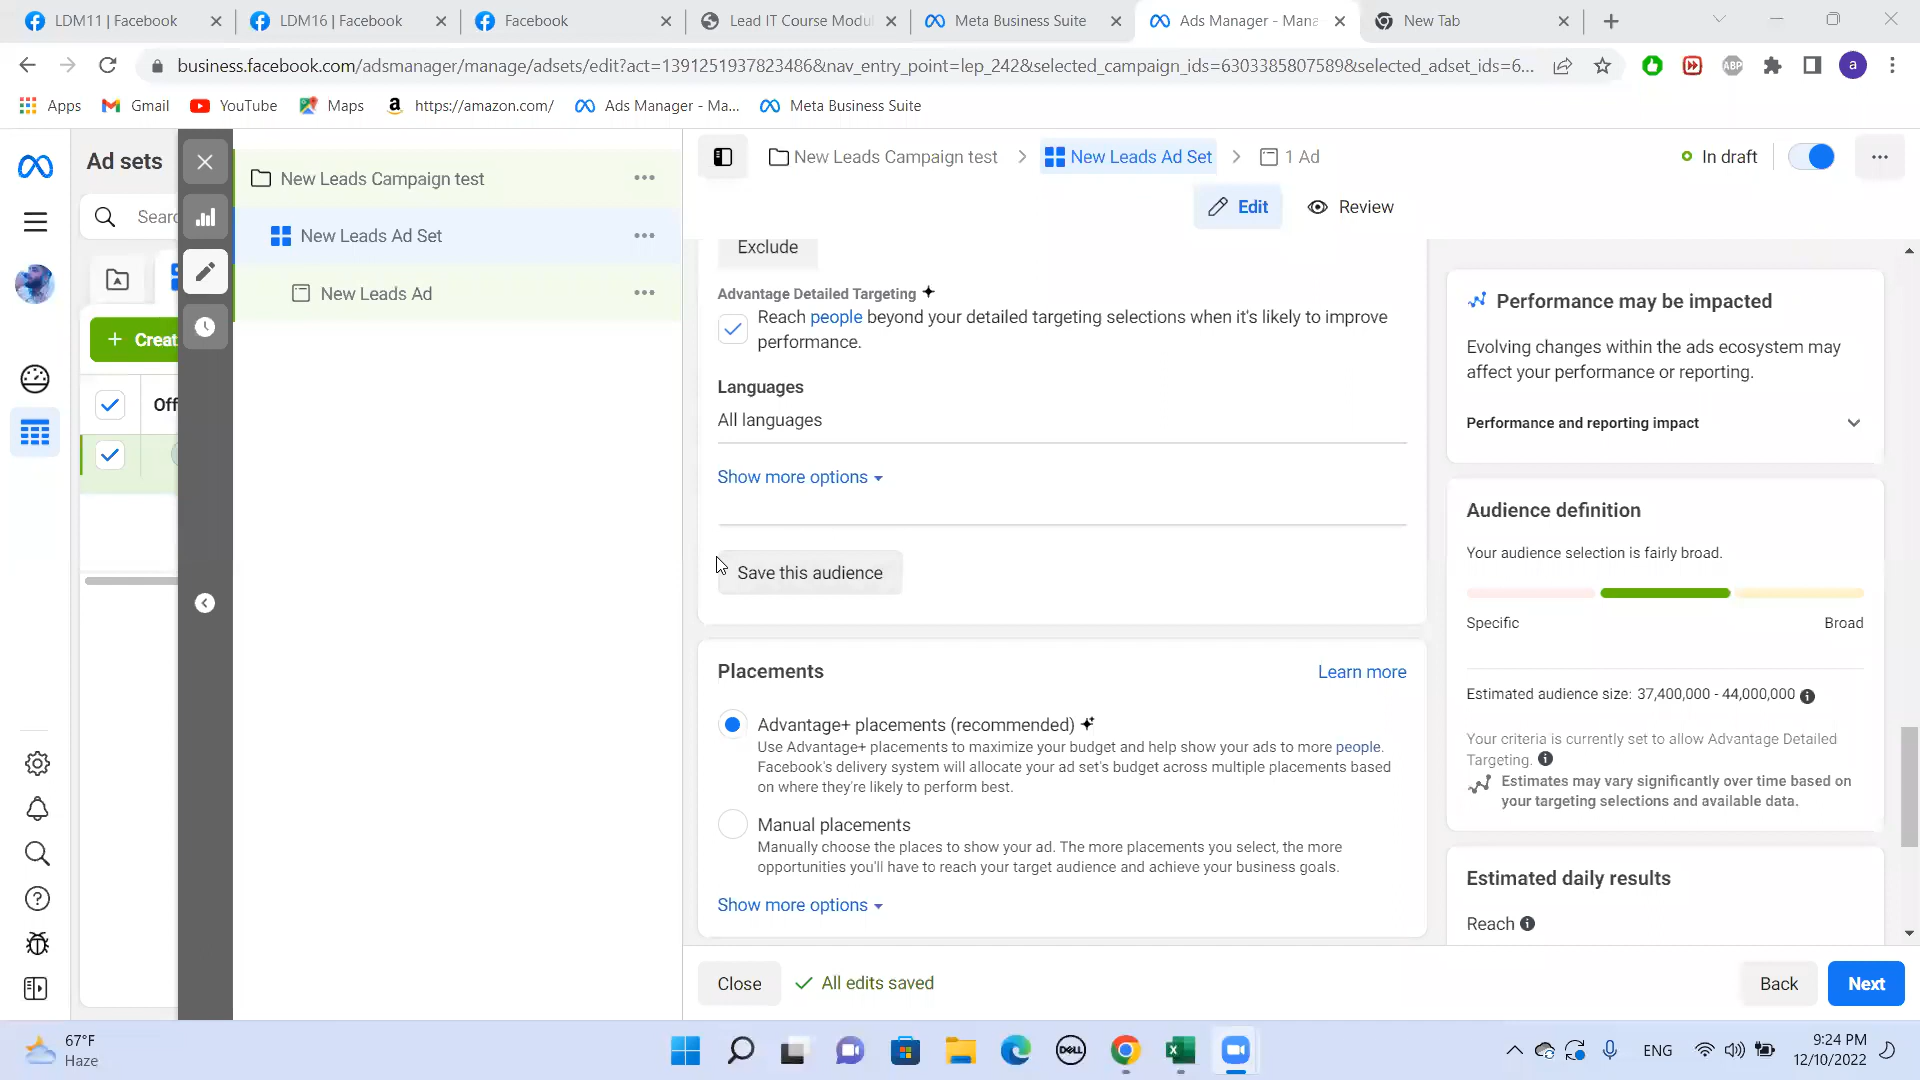 LDM11 | Facebook
LDM16 | Facebook
Facebook
Lead IT Course Modul
Meta Business Suite
Ads Manager - Mana
New Tab
business.facebook.com/adsmanager/manage/adsets/edit?act=1391251937823486&nav_entry_point=lep_242&selected_campaign_ids=6303385807589&selected_adset_ids=6...
ABP
a
Apps
Gmail
YouTube
Maps
https://amazon.com/
Ads Manager - Ma...
Meta Business Suite
Ad sets
New Leads Campaign test
New Leads Campaign test
New Leads Ad Set
1 Ad
In draft
Sear
New Leads Ad Set
Edit
Review
New Leads Ad
Creat
Off
Exclude
Advantage Detailed Targeting
Reach people beyond your detailed targeting selections when it's likely to improve
performance.
Languages
All languages
Show more options
Save this audience
Placements
Learn more
Advantage+ placements (recommended)
Use Advantage+ placements to maximize your budget and help show your ads to more people.
Facebook's delivery system will allocate your ad set's budget across multiple placements based
on where they're likely to perform best.
Manual placements
Manually choose the places to show your ad. The more placements you select, the more
opportunities you'll have to reach your target audience and achieve your business goals.
Show more options
Performance may be impacted
Evolving changes within the ads ecosystem may
affect your performance or reporting.
Performance and reporting impact
Audience definition
Your audience selection is fairly broad.
Specific
Broad
Estimated audience size: 37,400,000 - 44,000,000
Your criteria is currently set to allow Advantage Detailed
Targeting.
Estimates may vary significantly over time based on
your targeting selections and available data.
Estimated daily results
Reach
Close
All edits saved
Back
Next
67°F
Haze
DELL
ENG
9:24 PM
12/10/2022